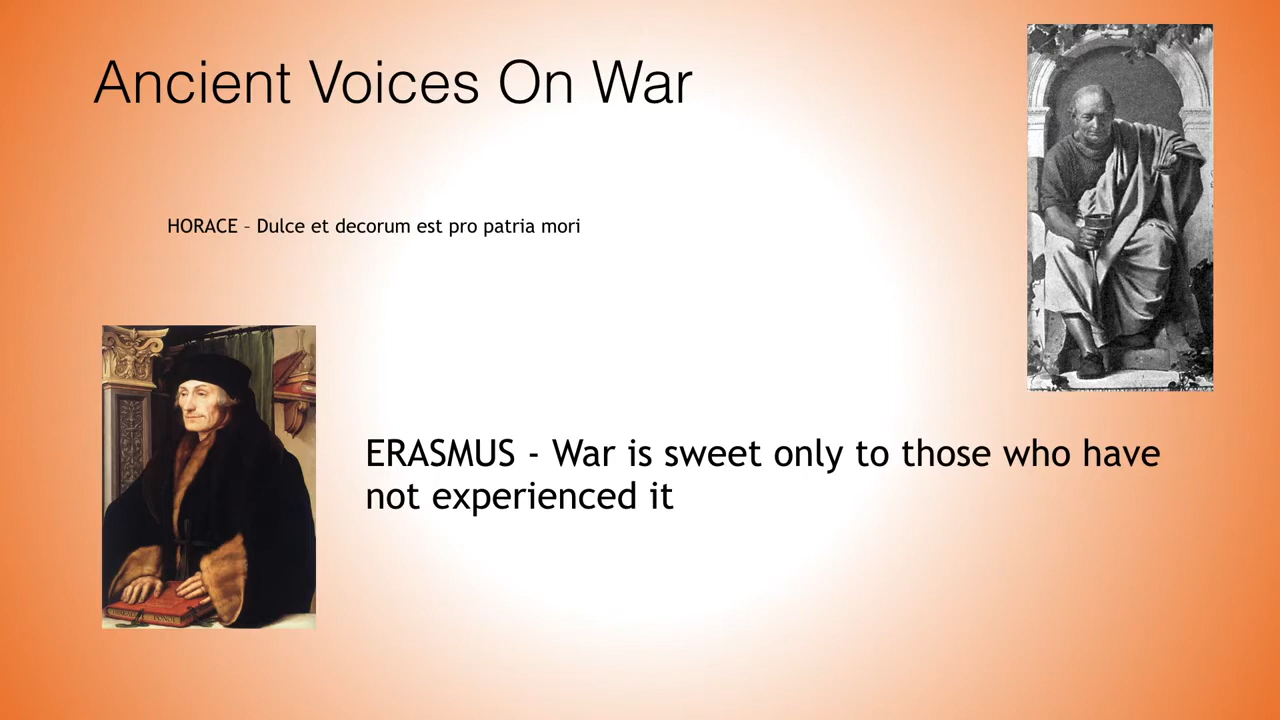 Ancient Voices On War
HORACE – Dulce et decorum est pro patria mori
ERASMUS - War is sweet only to those who have
not experienced it